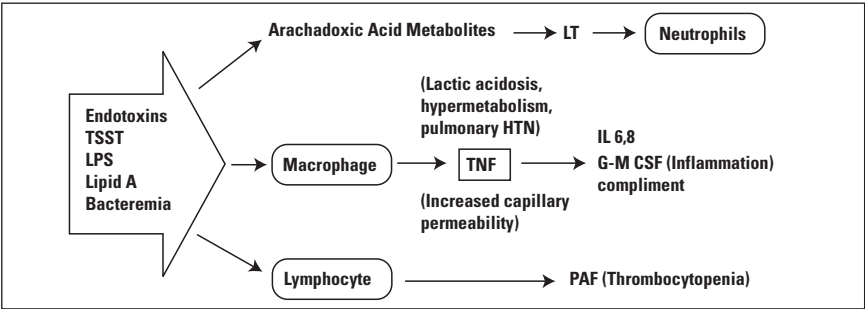 Arachadoxic Acid Metabolites
LT
Neutrophils
Endotoxins
TSST
LPS
Lipid A
Bacteremia
Macrophage
(Lactic acidosis,
hypermetabolism,
pulmonary HTN)
TNF
(Increased capillary
permeability)
IL 6,8
G-M CSF (Inflammation)
compliment
Lymphocyte
PAF (Thrombocytopenia)